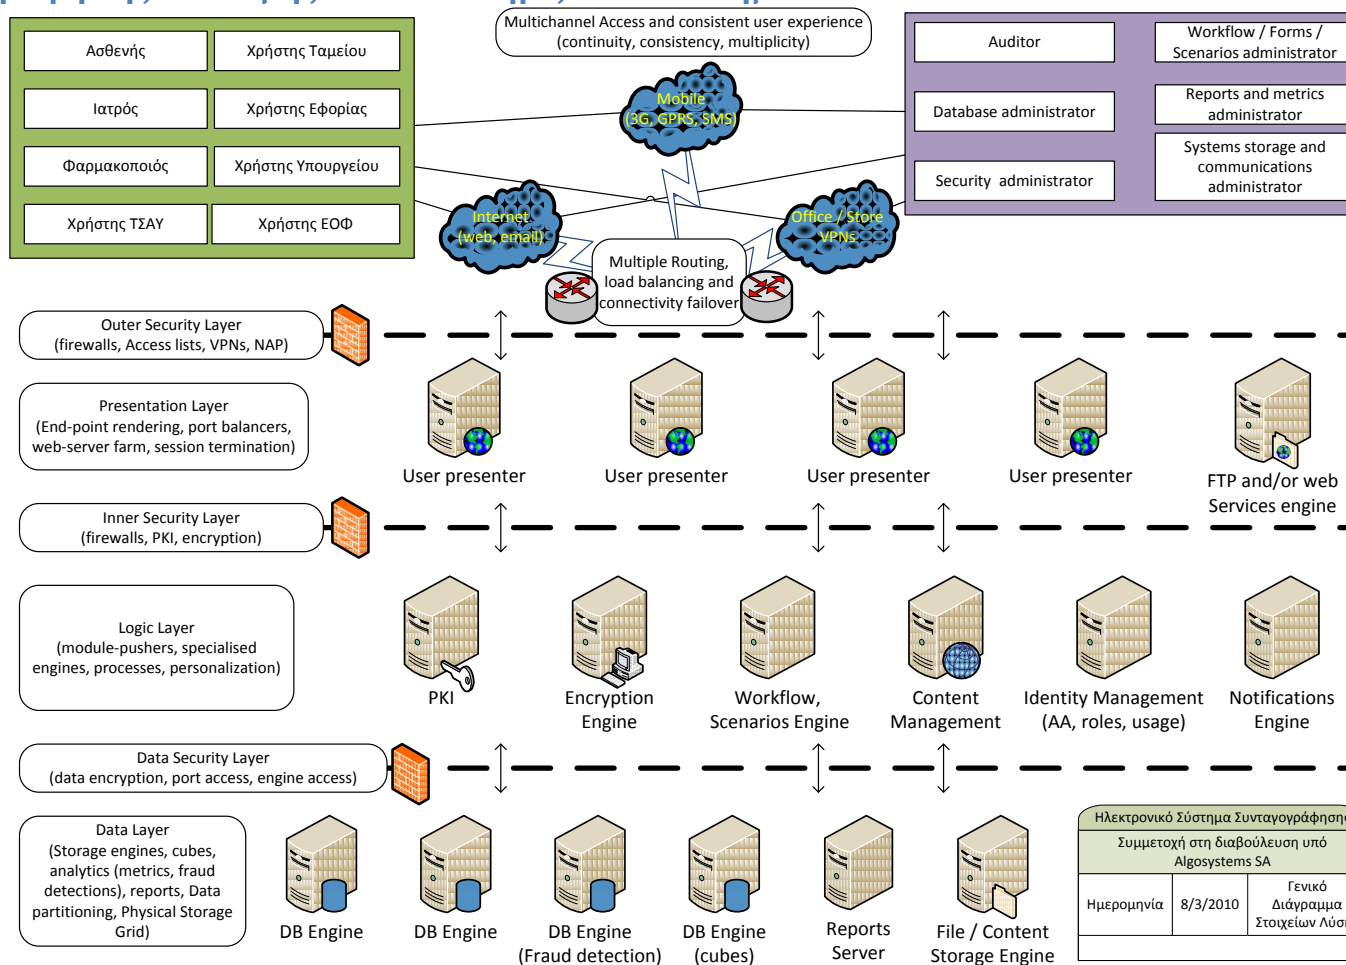 Multichannel Access and consistent user experience
(continuity, consistency, multiplicity)
Ασθενής
Χρήστης Ταμείου
Ιατρός
Χρήστης Εφορίας
Φαρμακοποιός
Χρήστης Υπουργείου
Χρήστης ΤΣΑΥ
Χρήστης ΕΟΦ
Auditor
Workflow / Forms /
Scenarios administrator
Database administrator
Reports and metrics
administrator
Security administrator
Systems storage and
communications
administrator
Mobile
(3G, GPRS, SMS)
Internet
(web, email)
Office / Store
VPNs
Multiple Routing,
load balancing and
connectivity failover
Outer Security Layer
(firewalls, Access lists, VPNs, NAP)
Presentation Layer
(End-point rendering, port balancers,
web-server farm, session termination)
User presenter
User presenter
User presenter
User presenter
FTP and/or web
Services engine
Inner Security Layer
(firewalls, PKI, encryption)
Logic Layer
(module-pushers, specialised
engines, processes, personalization)
PKI
Encryption
Engine
Workflow,
Scenarios Engine
Content
Management
Identity Management
(AA, roles, usage)
Notifications
Engine
Data Security Layer
(data encryption, port access, engine access)
Data Layer
(Storage engines, cubes,
analytics (metrics, fraud
detections), reports, Data
partitioning, Physical Storage
Grid)
DB Engine
DB Engine
DB Engine
(Fraud detection)
DB Engine
(cubes)
Reports
Server
File / Content
Storage Engine
Ηλεκτρονικό Σύστημα Συνταγογράφησης
Συμμετοχή στη διαβούλευση υπό
Algosystems SA
Ημερομηνία
8/3/2010
Γενικό
Διάγραμμα
Στοιχείων